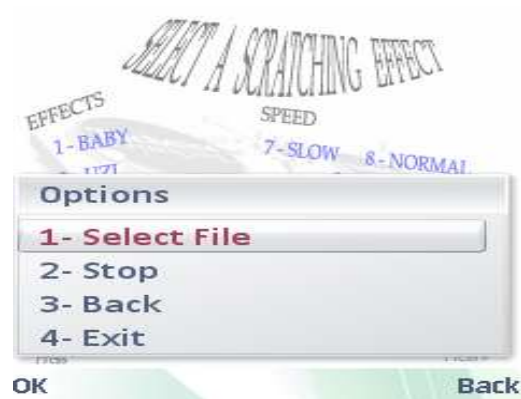 SELECT A SCRATCHING EFFECT
EFFECTS
SPEED
1- BABY
7- SLOW 8- NORMAL
UZI
Options
1- Select File
2- Stop
3- Back
4- Exit
OK Back